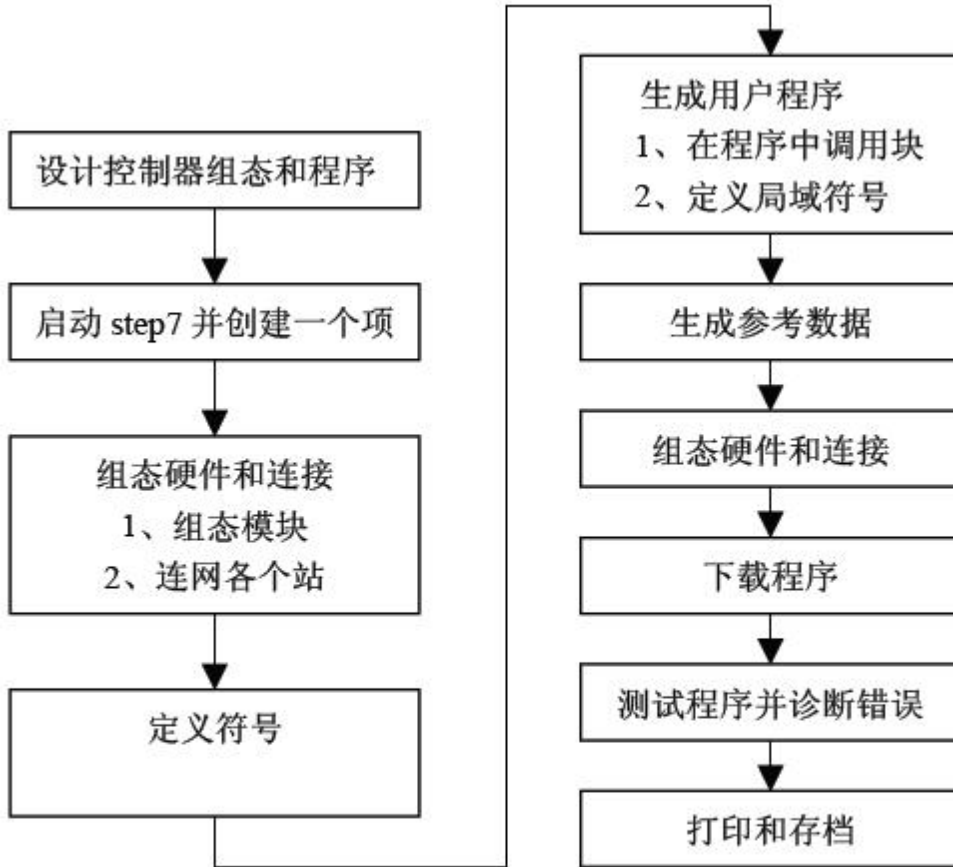 设计控制器组态和程序
启动 step7 并创建一个项
组态硬件和连接
1、组态模块
2、连网各个站
定义符号
生成用户程序
1、在程序中调用块
2、定义局域符号
生成参考数据
组态硬件和连接
下载程序
测试程序并诊断错误
打印和存档